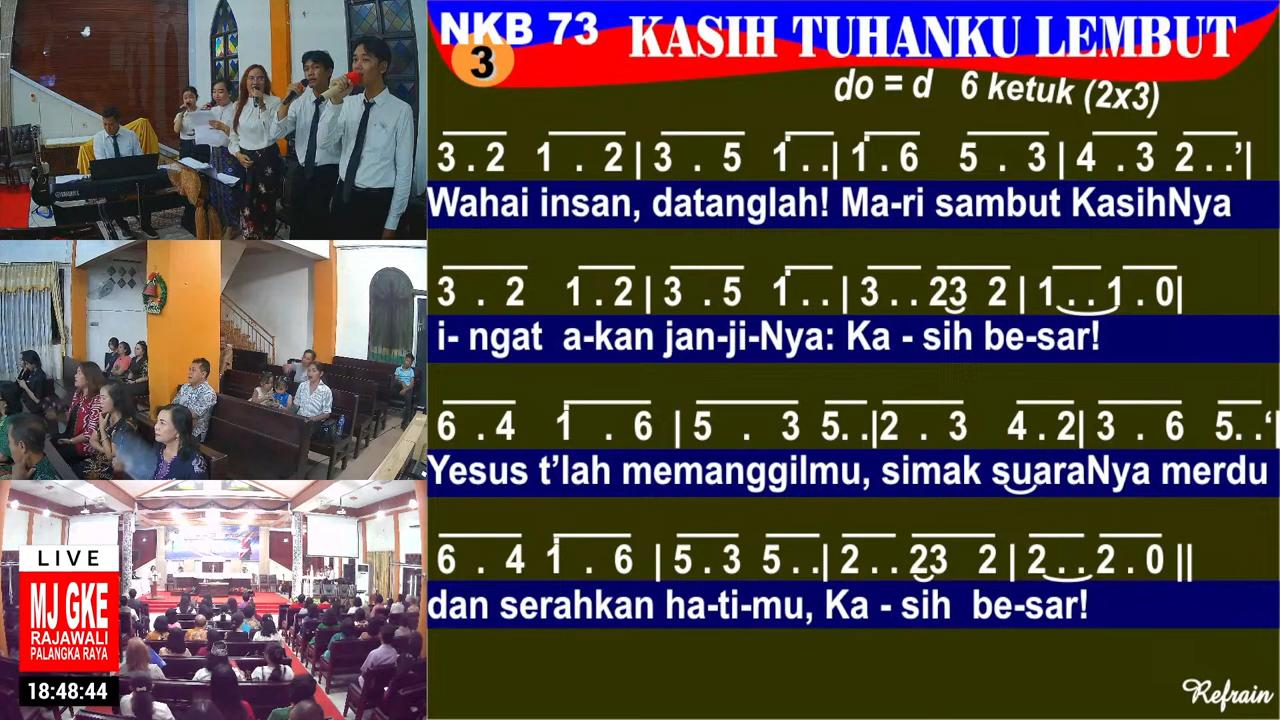 NKB 73
3
KASIH TUHANKU LEMBUT
do = d 6 ketuk (2x3)
3 . 2 1 . 2 | 3 . 5 1 . . | 1 . 6 5 . 3 | 4 . 3 2 . .’|
Wahai insan, datanglah! Ma-ri sambut KasihNya
3 . 2 1 . 2 | 3 . 5 1 . . | 3 . . 23 2 | 1 . . 1 . 0|
i- ngat a-kan jan-ji-Nya: Ka - sih be-sar!
6 . 4 1 . 6 | 5 . 3 5 . . |2 . 3 4 . 2| 3 . 6 5. .‘|
Yesus t’lah memanggilmu, simak suaraNya merdu
6 . 4 1 . 6 | 5 . 3 5 . . | 2 . . 23 2 | 2 . . 2 . 0 ||
dan serahkan ha-ti-mu, Ka - sih be-sar!
Refrain
LIVE
MJ GKE
RAJAWALI
PALANGKA RAYA
18:48:44